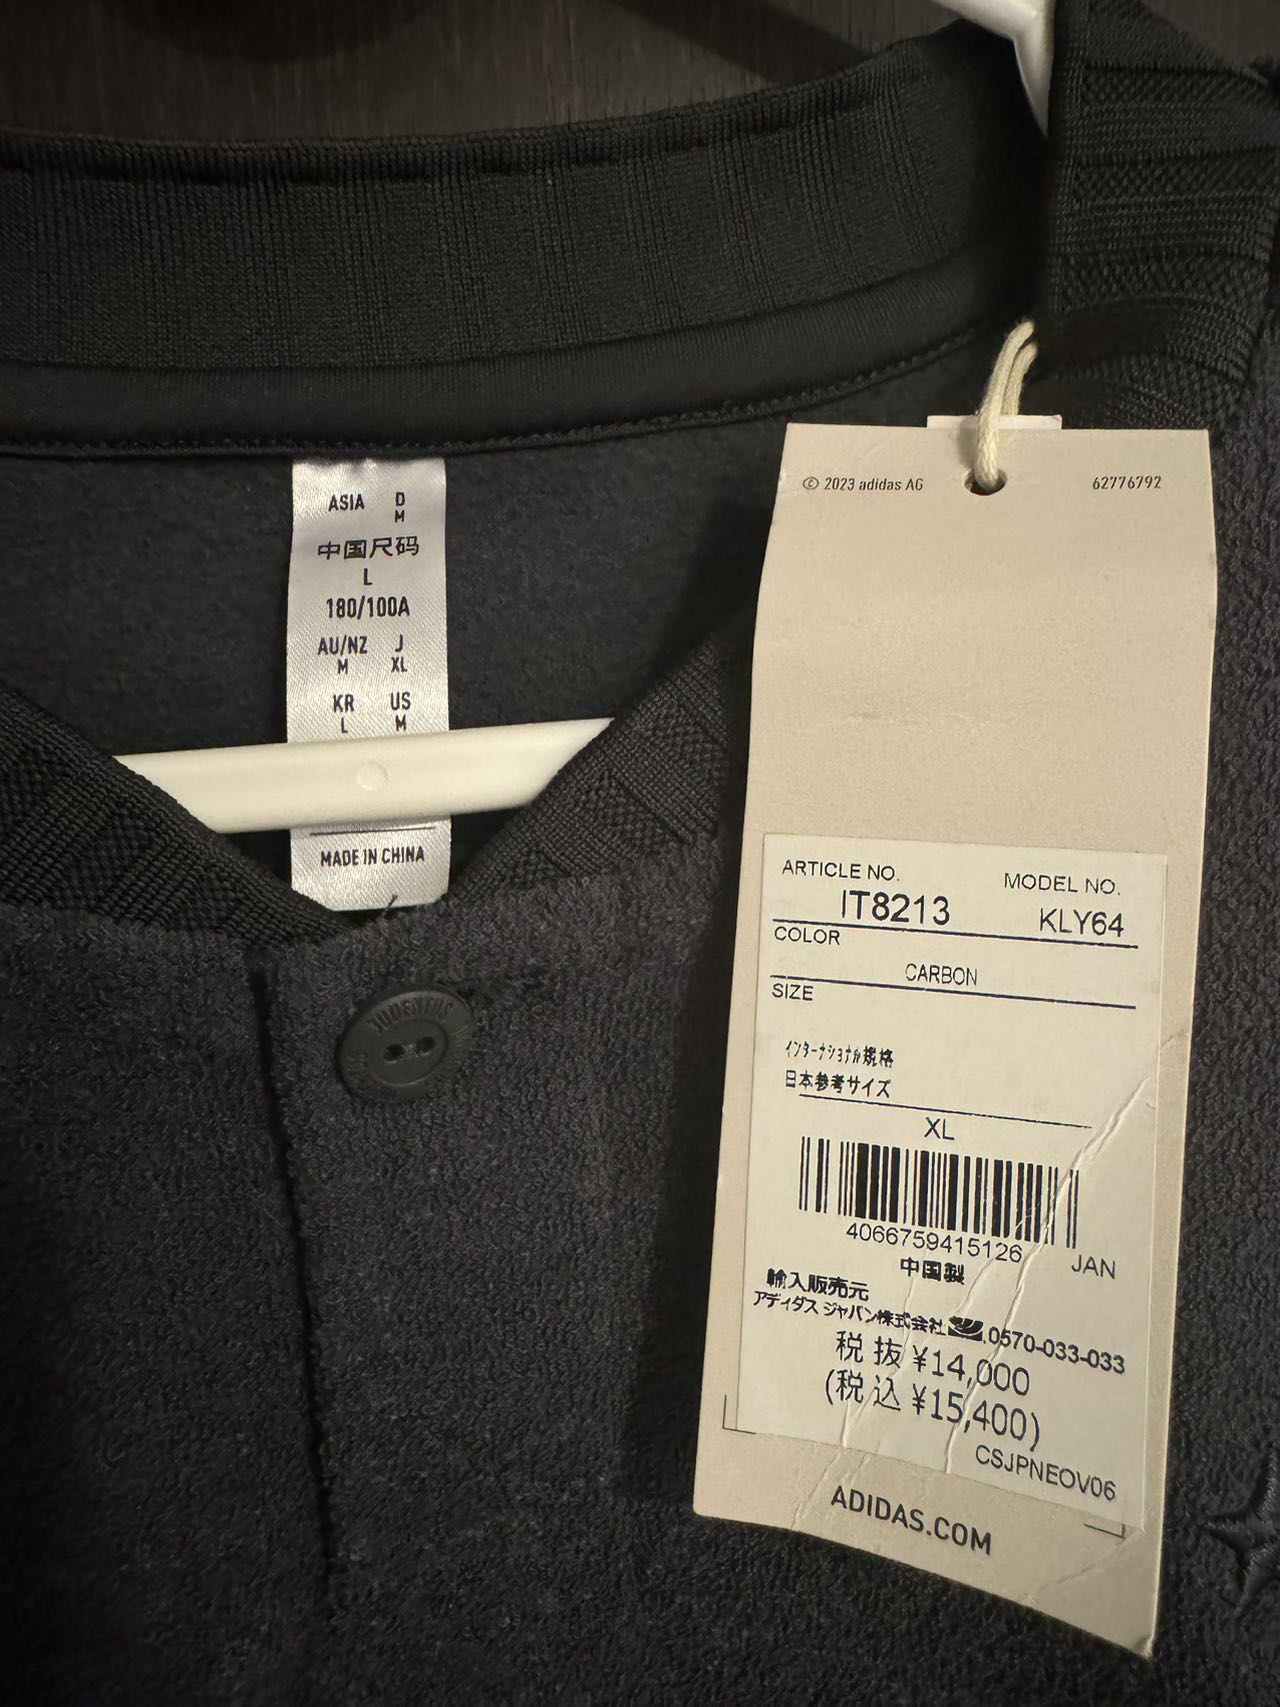 ASIA D
M
中国尺码
L
180/100A
AU/NZ J
M XL
KR US
L M
MADE IN CHINA
JUVENTUS
© 2023 adidas AG 62776792
ARTICLE NO. MODEL NO.
IT8213 KLY64
COLOR
CARBON
SIZE
インターナショナル規格
日本参考サイズ
XL
4066759415126 JAN
中国製
輸入販売元
アディダス ジャパン株式会社 0570-033-033
税抜 ¥14,000
(税込 ¥15,400)
CSJPNEOV06
ADIDAS.COM